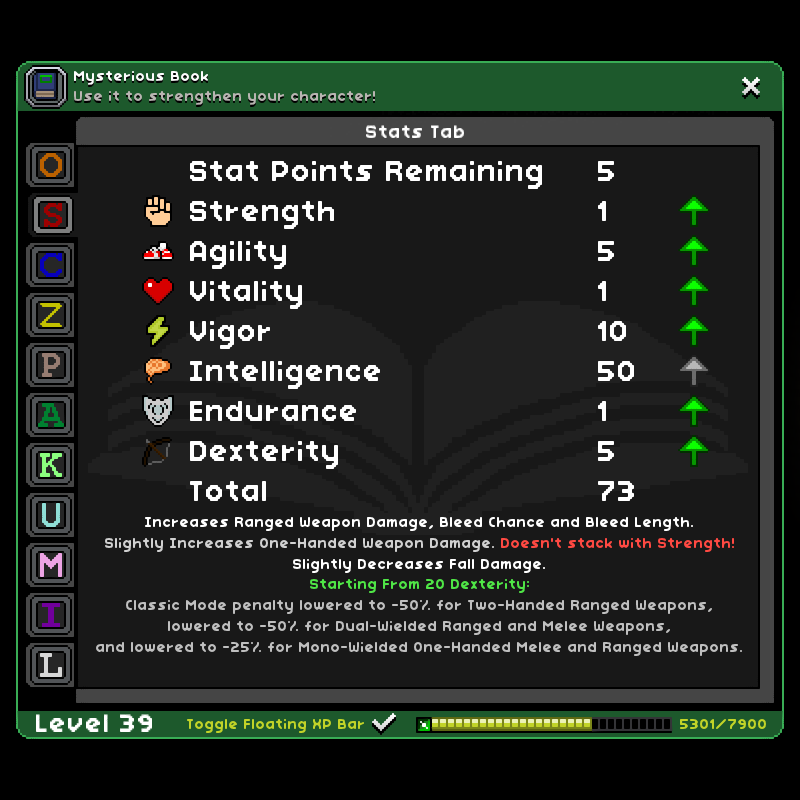 Mysterious Book
Use it to strengthen your character!
Stats Tab
O
S
C
Z
P
A
K
U
M
I
L
Stat Points Remaining 5
Strength 1
Agility 5
Vitality 1
Vigor 10
Intelligence 50
Endurance 1
Dexterity 5
Total 73
Increases Ranged Weapon Damage, Bleed Chance and Bleed Length.
Slightly Increases One-Handed Weapon Damage. Doesn't stack with Strength!
Slightly Decreases Fall Damage.
Starting From 20 Dexterity:
Classic Mode penalty lowered to -50% for Two-Handed Ranged Weapons,
lowered to -50% for Dual-Wielded Ranged and Melee Weapons,
and lowered to -25% for Mono-Wielded One-Handed Melee and Ranged Weapons.
Level 39 Toggle Floating XP Bar 5301/7900